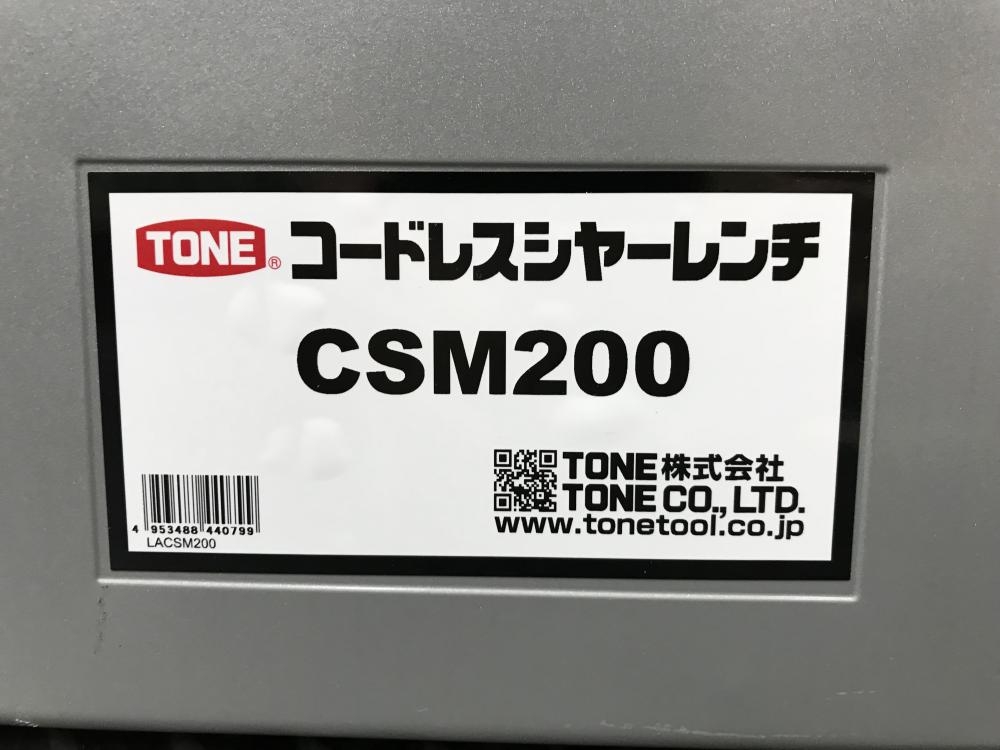 TONE® コードレスシヤーレンチ
CSM200
TONE株式会社
TONE CO., LTD.
www.tonetool.co.jp
4 953488 440799
LACSM200